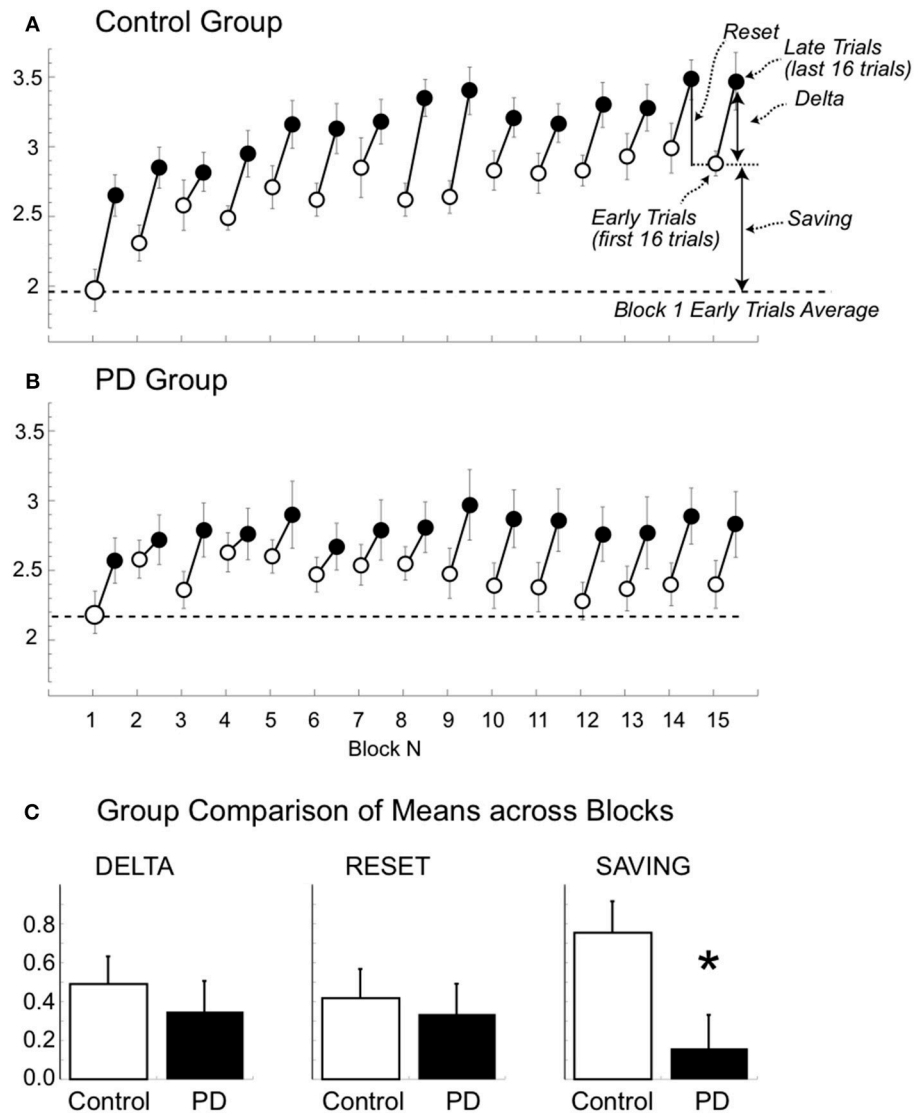 A Control Group
Reset
Late Trials
(last 16 trials)
Delta
Early Trials
(first 16 trials)
Saving
Block 1 Early Trials Average
3.5
3
2.5
2
B PD Group
3.5
3
2.5
2
1 2 3 4 5 6 7 8 9 10 11 12 13 14 15
Block N
C Group Comparison of Means across Blocks
DELTA RESET SAVING
0.8
0.6
0.4
0.2
0.0
*
Control PD Control PD Control PD